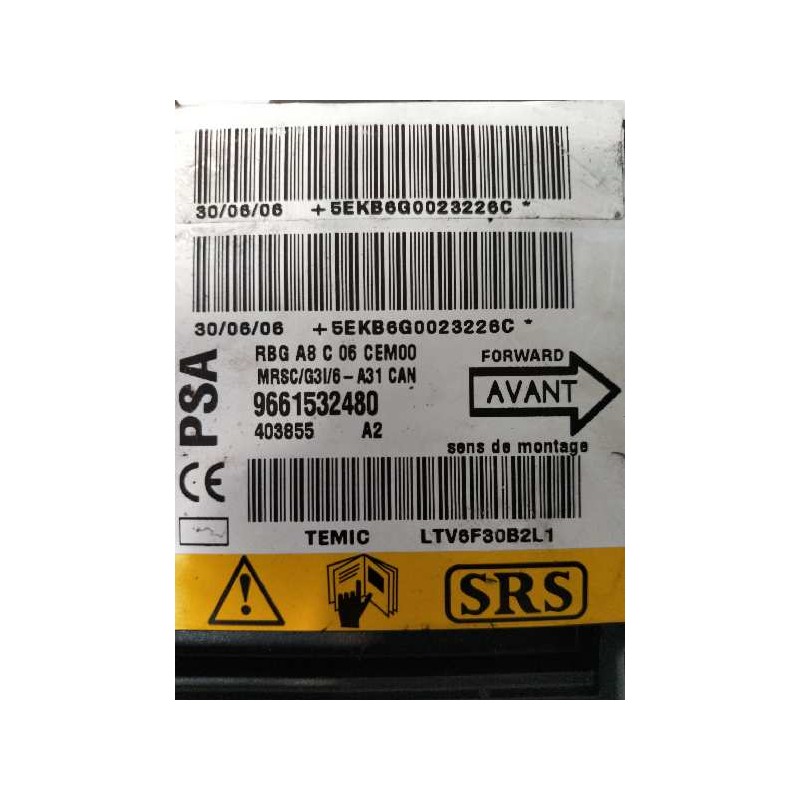 30/06/06 +5EKB6G0023226C *
30/06/06 +5EKB6G0023226C *
PSA
RBG A8 C 06 CEM00
MRSC/G3I/6-A31 CAN
9661532480
403855 A2
FORWARD
AVANT
sens de montage
CE
TEMIC LTV6F30B2L1
SRS